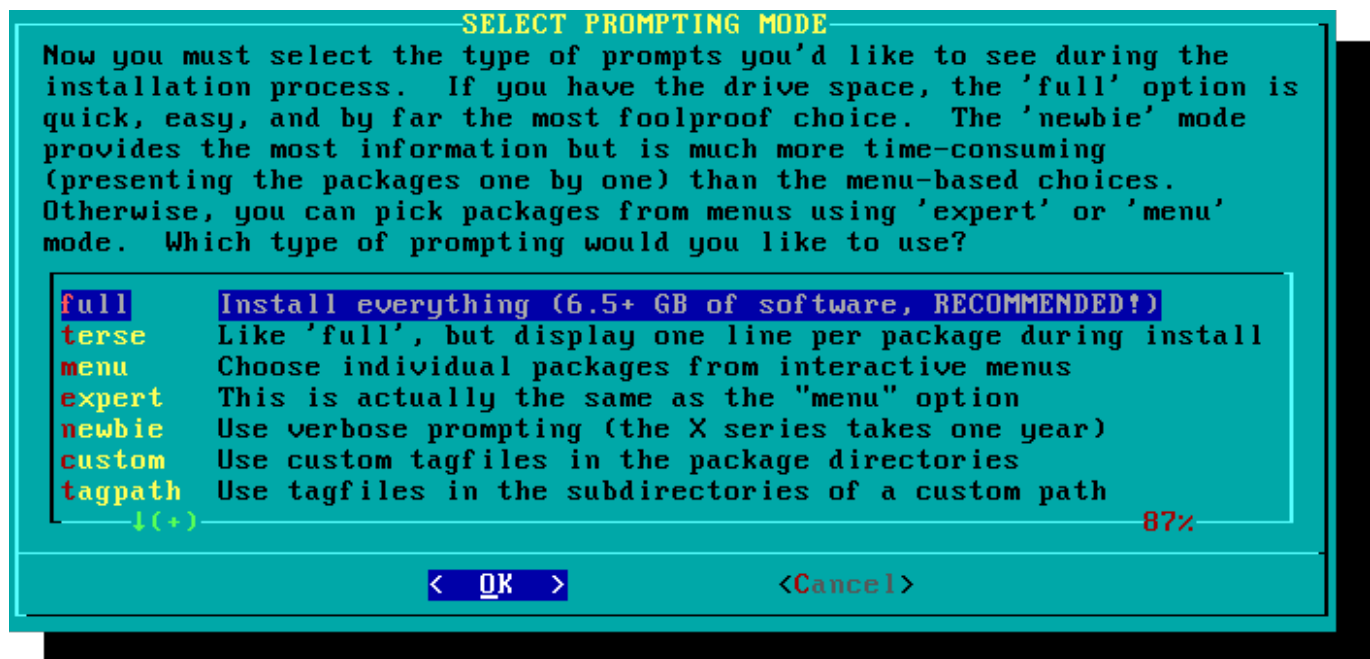 SELECT PROMPTING MODE
Now you must select the type of prompts you'd like to see during the
installation process.  If you have the drive space, the 'full' option is
quick, easy, and by far the most foolproof choice.  The 'newbie' mode
provides the most information but is much more time-consuming
(presenting the packages one by one) than the menu-based choices.
Otherwise, you can pick packages from menus using 'expert' or 'menu'
mode.  Which type of prompting would you like to use?
full     Install everything (6.5+ GB of software, RECOMMENDED!)
terse    Like 'full', but display one line per package during install
menu     Choose individual packages from interactive menus
expert   This is actually the same as the "menu" option
newbie   Use verbose prompting (the X series takes one year)
custom   Use custom tagfiles in the package directories
tagpath  Use tagfiles in the subdirectories of a custom path
↓(+) 87%
<  OK  > <Cancel>